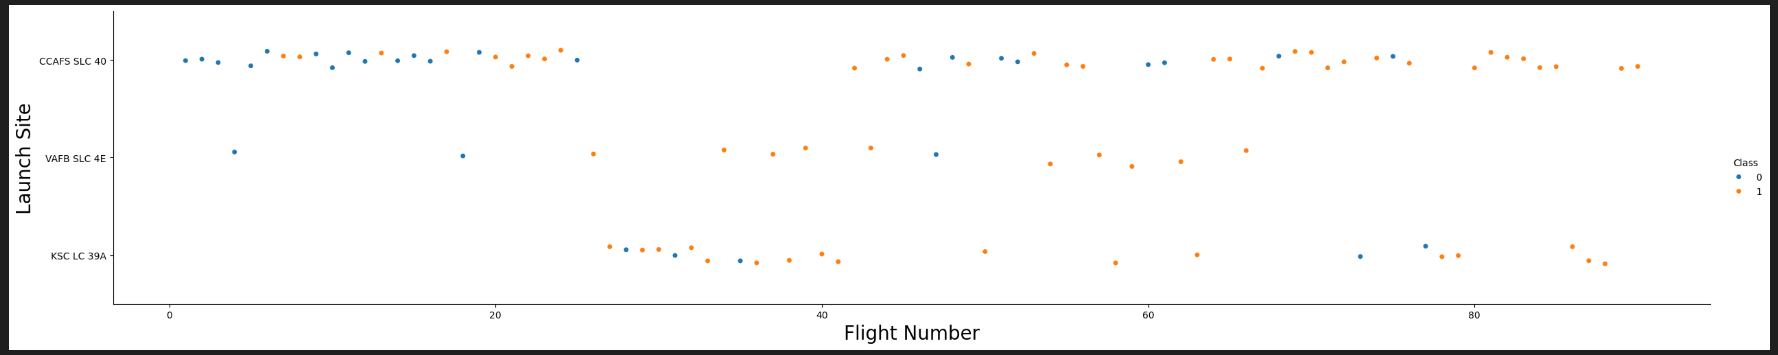 CCAFS SLC 40
VAFB SLC 4E
KSC LC 39A
Launch Site
0 20 40 60 80
Flight Number
Class
0
1